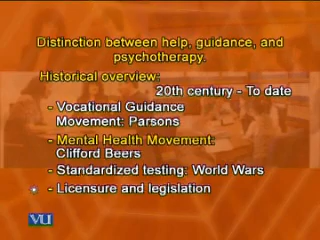 Distinction between help, guidance, and
psychotherapy.
Historical overview:
20th century - To date
- Vocational Guidance
Movement: Parsons
- Mental Health Movement:
Clifford Beers
- Standardized testing: World Wars
- Licensure and legislation
VU